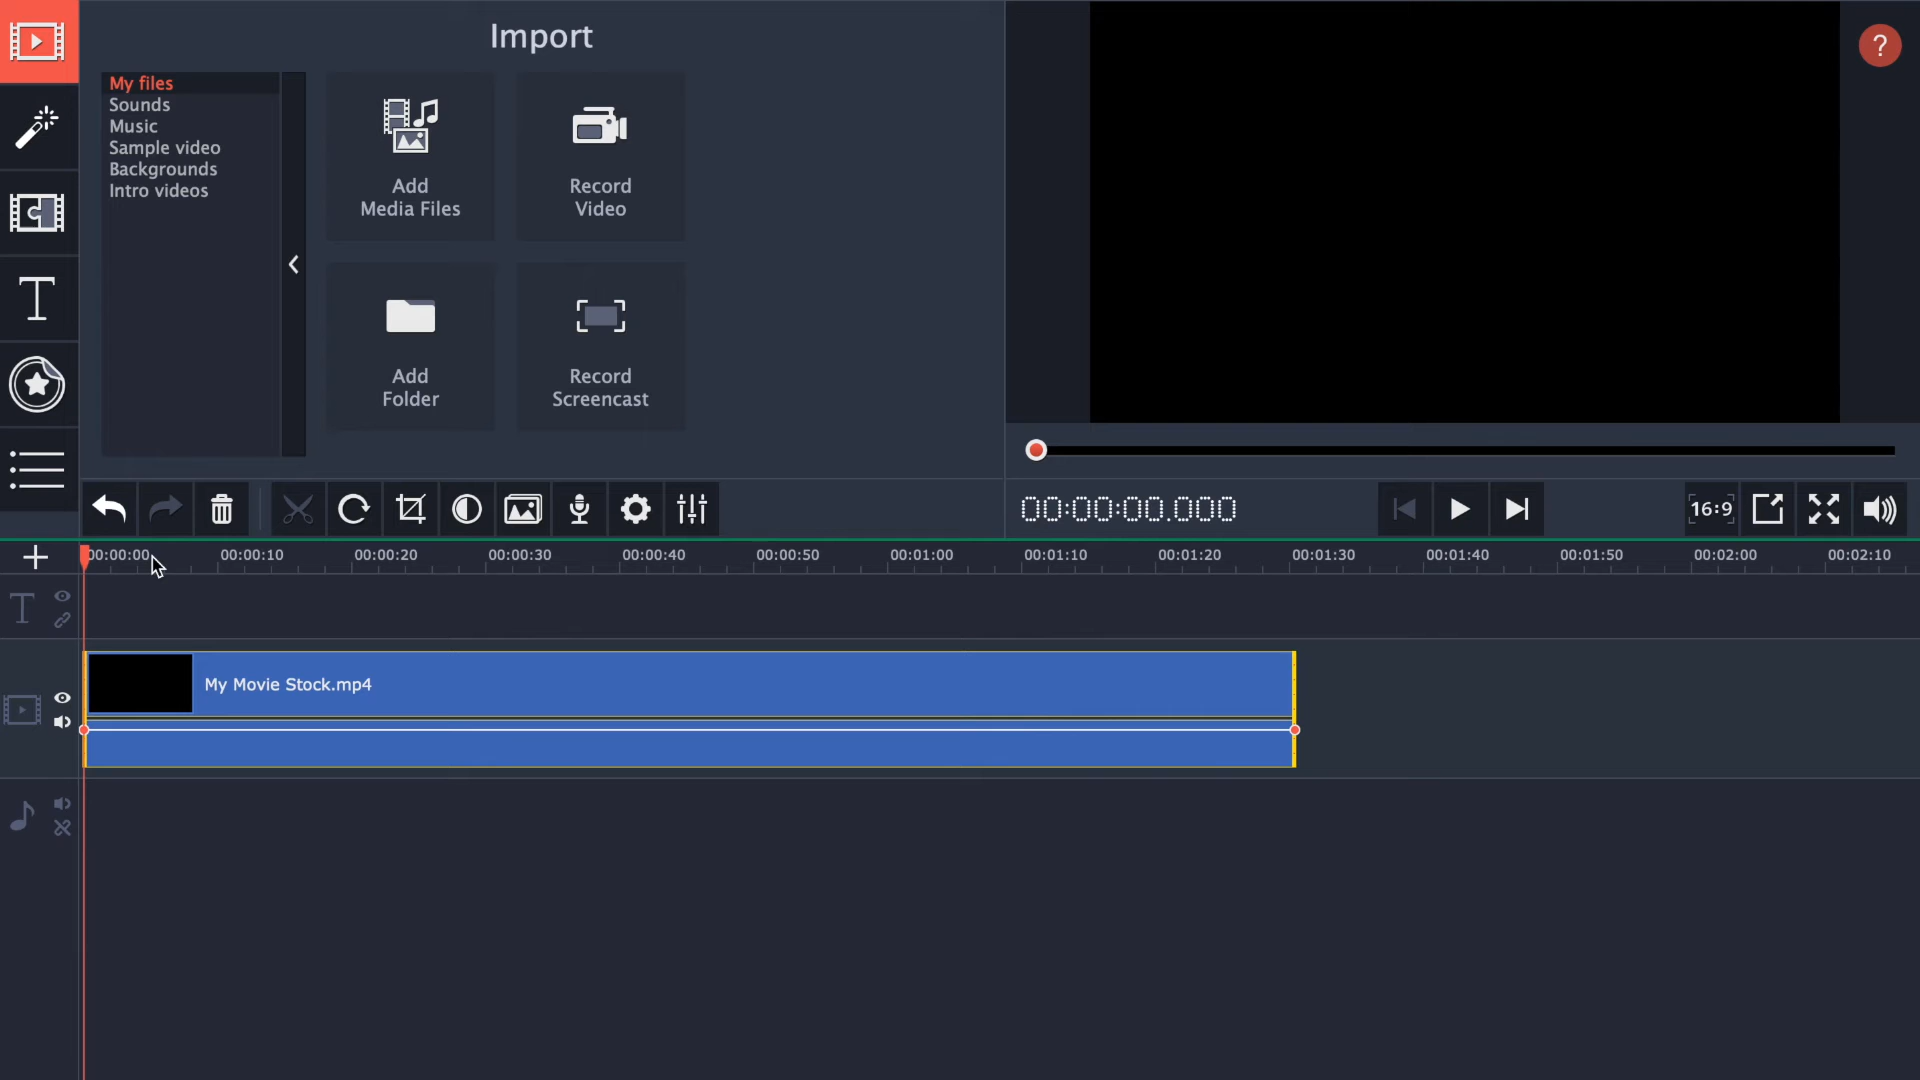 Import
?
My files
Sounds
Music
Sample video
Backgrounds
Intro videos
Add
Media Files
Record
Video
Add
Folder
Record
Screencast
00:00:00.000
16:9
00:00:00 00:00:10 00:00:20 00:00:30 00:00:40 00:00:50 00:01:00 00:01:10 00:01:20 00:01:30 00:01:40 00:01:50 00:02:00 00:02:10
My Movie Stock.mp4